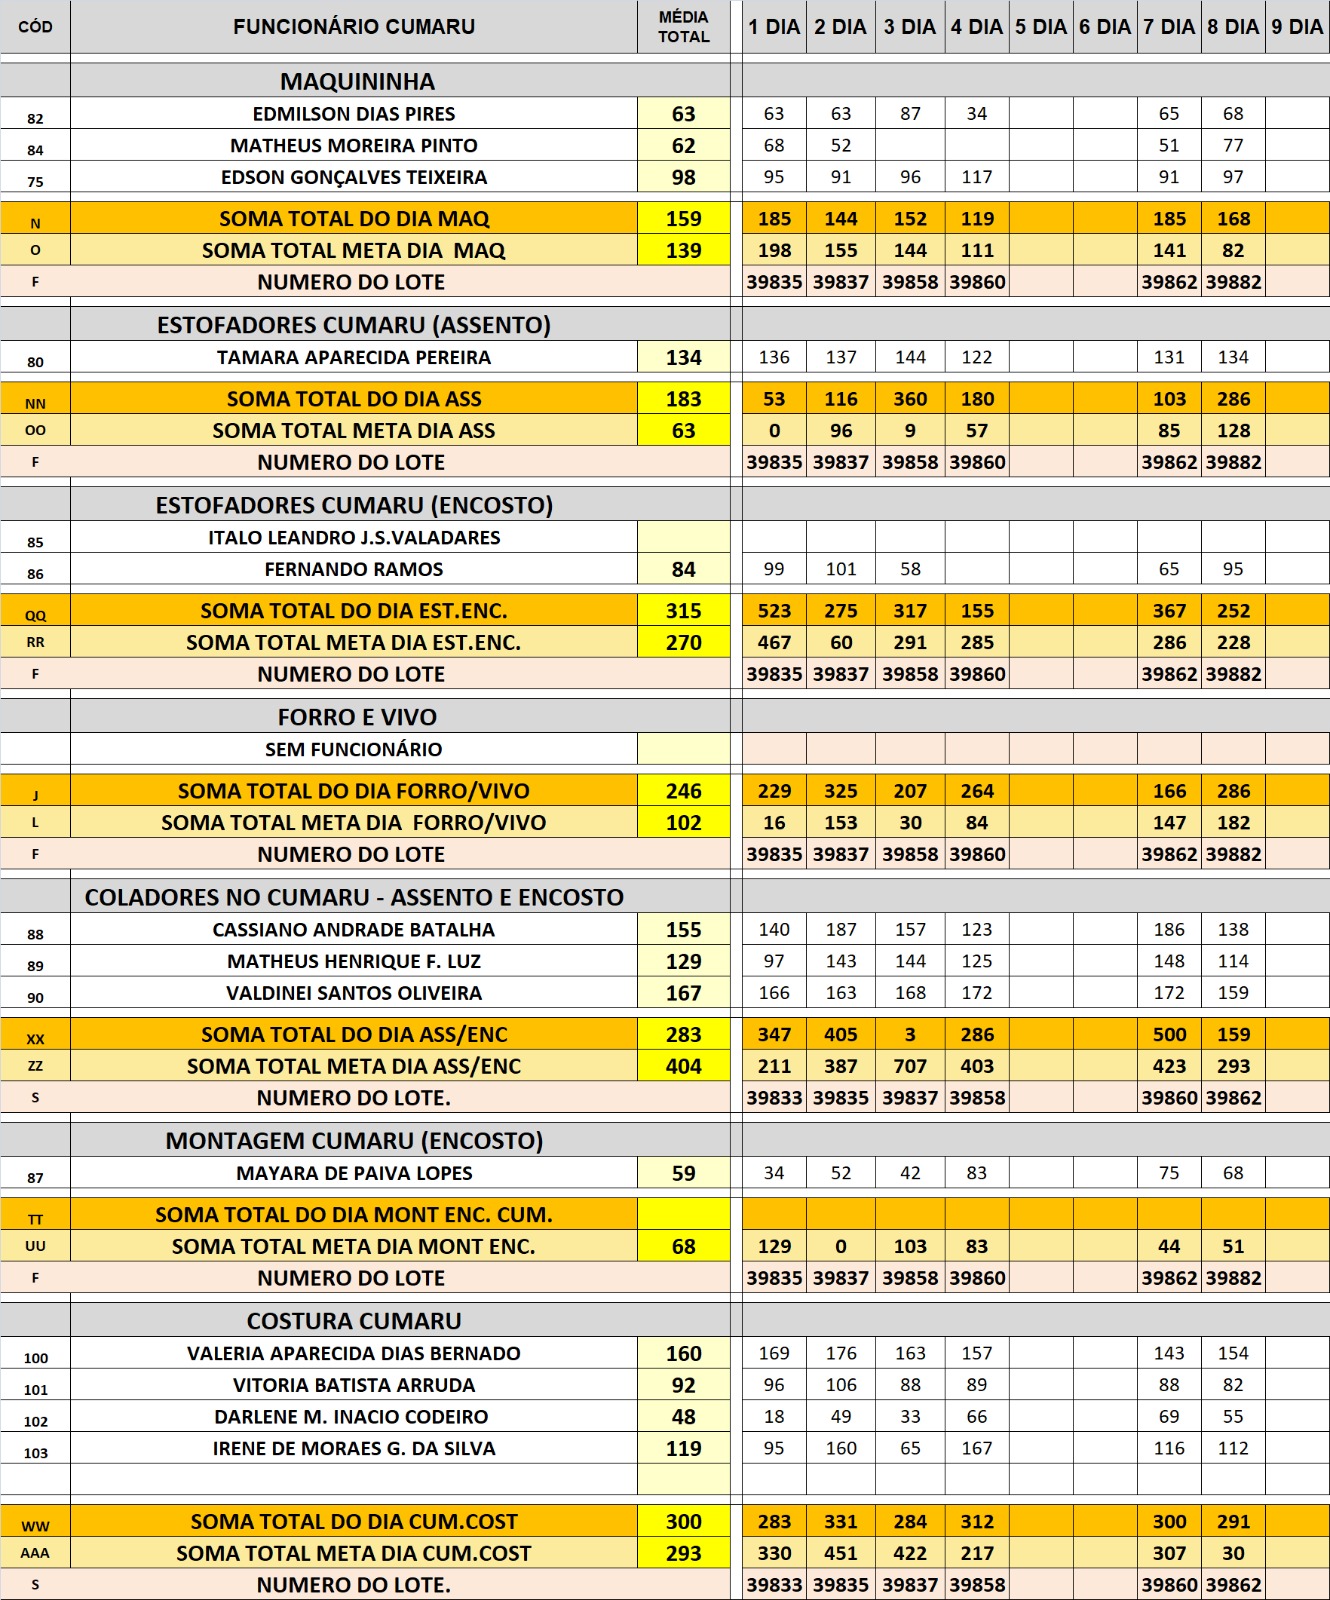 CÓD FUNCIONÁRIO CUMARU MÉDIA TOTAL 1 DIA 2 DIA 3 DIA 4 DIA 5 DIA 6 DIA 7 DIA 8 DIA 9 DIA
MAQUININHA
82 EDMILSON DIAS PIRES 63 63 63 87 34 65 68
84 MATHEUS MOREIRA PINTO 62 68 52 51 77
75 EDSON GONÇALVES TEIXEIRA 98 95 91 96 117 91 97
N SOMA TOTAL DO DIA MAQ 159 185 144 152 119 185 168
O SOMA TOTAL META DIA MAQ 139 198 155 144 111 141 82
F NUMERO DO LOTE 39835 39837 39858 39860 39862 39882
ESTOFADORES CUMARU (ASSENTO)
80 TAMARA APARECIDA PEREIRA 134 136 137 144 122 131 134
NN SOMA TOTAL DO DIA ASS 183 53 116 360 180 103 286
OO SOMA TOTAL META DIA ASS 63 0 96 9 57 85 128
F NUMERO DO LOTE 39835 39837 39858 39860 39862 39882
ESTOFADORES CUMARU (ENCOSTO)
85 ITALO LEANDRO J.S.VALADARES
86 FERNANDO RAMOS 84 99 101 58 65 95
QQ SOMA TOTAL DO DIA EST.ENC. 315 523 275 317 155 367 252
RR SOMA TOTAL META DIA EST.ENC. 270 467 60 291 285 286 228
F NUMERO DO LOTE 39835 39837 39858 39860 39862 39882
FORRO E VIVO
SEM FUNCIONÁRIO
J SOMA TOTAL DO DIA FORRO/VIVO 246 229 325 207 264 166 286
L SOMA TOTAL META DIA FORRO/VIVO 102 16 153 30 84 147 182
F NUMERO DO LOTE 39835 39837 39858 39860 39862 39882
COLADORES NO CUMARU - ASSENTO E ENCOSTO
88 CASSIANO ANDRADE BATALHA 155 140 187 157 123 186 138
89 MATHEUS HENRIQUE F. LUZ 129 97 143 144 125 148 114
90 VALDINEI SANTOS OLIVEIRA 167 166 163 168 172 172 159
XX SOMA TOTAL DO DIA ASS/ENC 283 347 405 3 286 500 159
ZZ SOMA TOTAL META DIA ASS/ENC 404 211 387 707 403 423 293
S NUMERO DO LOTE. 39833 39835 39837 39858 39860 39862
MONTAGEM CUMARU (ENCOSTO)
87 MAYARA DE PAIVA LOPES 59 34 52 42 83 75 68
TT SOMA TOTAL DO DIA MONT ENC. CUM.
UU SOMA TOTAL META DIA MONT ENC. 68 129 0 103 83 44 51
F NUMERO DO LOTE 39835 39837 39858 39860 39862 39882
COSTURA CUMARU
100 VALERIA APARECIDA DIAS BERNADO 160 169 176 163 157 143 154
101 VITORIA BATISTA ARRUDA 92 96 106 88 89 88 82
102 DARLENE M. INACIO CODEIRO 48 18 49 33 66 69 55
103 IRENE DE MORAES G. DA SILVA 119 95 160 65 167 116 112
WW SOMA TOTAL DO DIA CUM.COST 300 283 331 284 312 300 291
AAA SOMA TOTAL META DIA CUM.COST 293 330 451 422 217 307 30
S NUMERO DO LOTE. 39833 39835 39837 39858 39860 39862